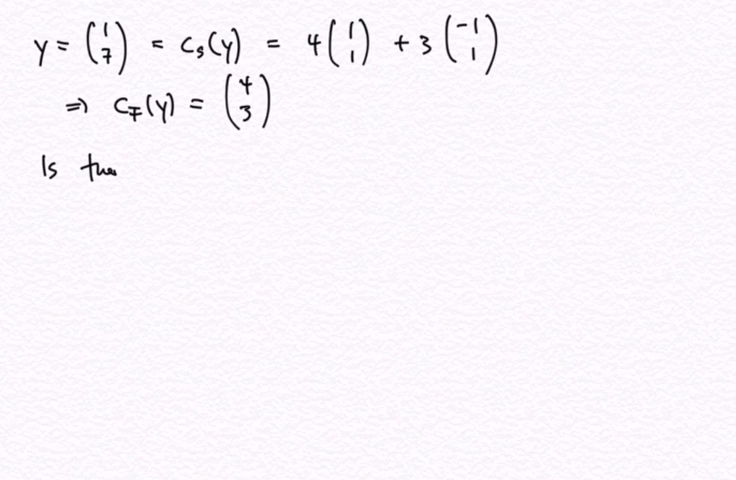 y = (1 7) = C_S(y) = 4(1 1) + 3(-1 1)
⇒ C_F(y) = (4 3)
Is